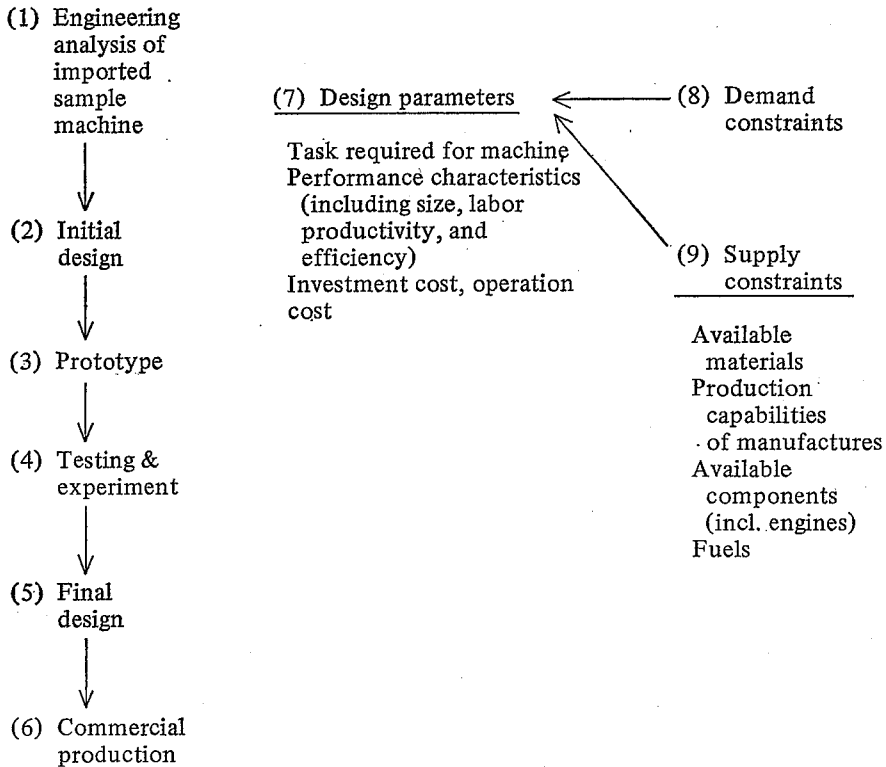 (1) Engineering
analysis of
imported
sample
machine
(2) Initial
design
(3) Prototype
(4) Testing &
experiment
(5) Final
design
(6) Commercial
production
(7) Design parameters
Task required for machine
Performance characteristics
(including size, labor
productivity, and
efficiency)
Investment cost, operation
cost
(8) Demand
constraints
(9) Supply
constraints
Available
materials
Production
capabilities
of manufactures
Available
components
(incl. engines)
Fuels